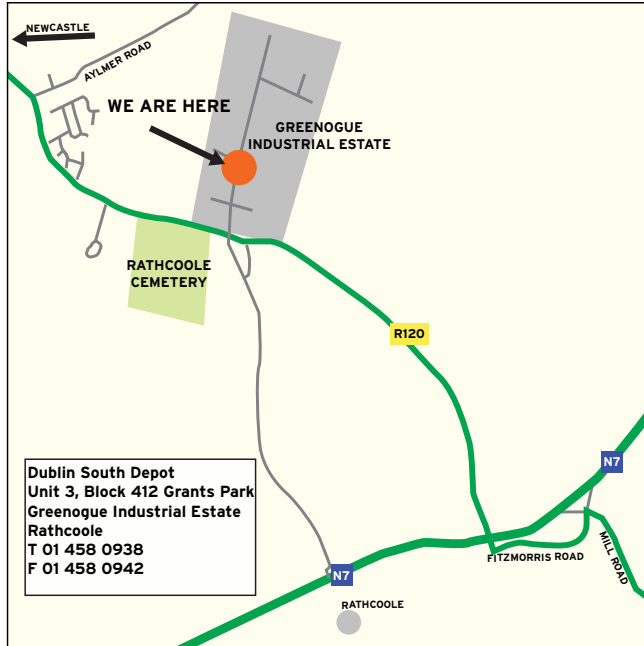 NEWCASTLE
AYLMER ROAD
WE ARE HERE
GREENOGUE
INDUSTRIAL ESTATE
RATHCOOLE
CEMETERY
R120
N7
FITZMORRIS ROAD
MILL ROAD
N7
RATHCOOLE
Dublin South Depot
Unit 3, Block 412 Grants Park
Greenogue Industrial Estate
Rathcoole
T 01 458 0938
F 01 458 0942